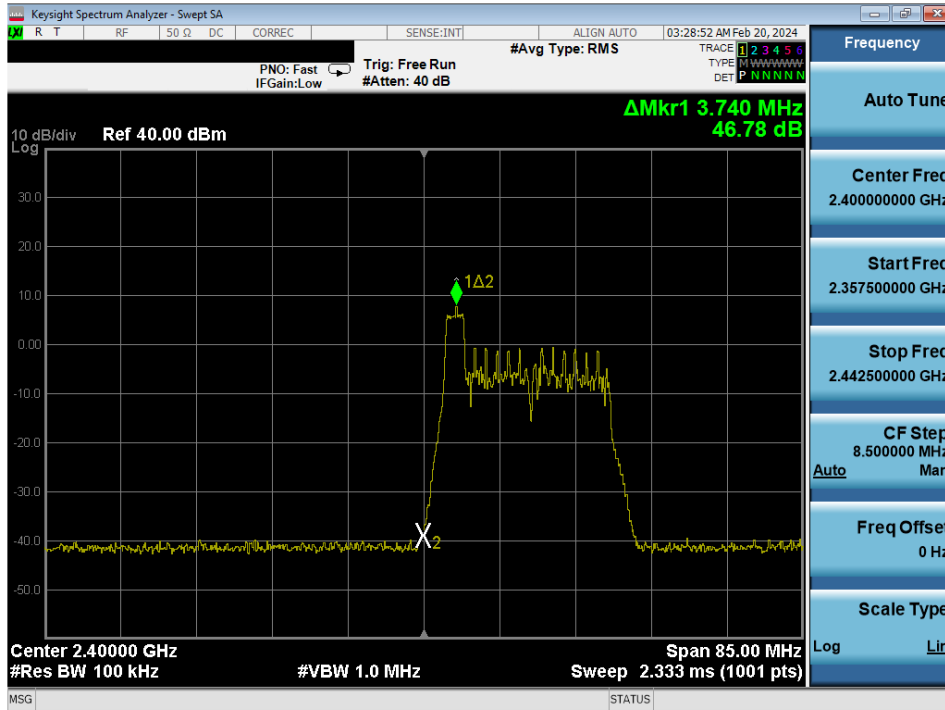 Keysight Spectrum Analyzer - Swept SA
LXI R T RF 50 Ω DC CORREC SENSE:INT ALIGN AUTO 03:28:52 AM Feb 20, 2024
#Avg Type: RMS TRACE 1 2 3 4 5 6
PNO: Fast Trig: Free Run TYPE M WWWWW
IFGain:Low #Atten: 40 dB DET P N N N N N
ΔMkr1 3.740 MHz
46.78 dB
10 dB/div Ref 40.00 dBm
Log
30.0
20.0
10.0
0.00
-10.0
-20.0
-30.0
-40.0
-50.0
1Δ2
X2
Center 2.40000 GHz Span 85.00 MHz
#Res BW 100 kHz #VBW 1.0 MHz Sweep 2.333 ms (1001 pts)
MSG STATUS
Frequency
Auto Tune
Center Freq
2.400000000 GHz
Start Freq
2.357500000 GHz
Stop Freq
2.442500000 GHz
CF Step
8.500000 MHz
Auto Man
Freq Offset
0 Hz
Scale Type
Log Lin